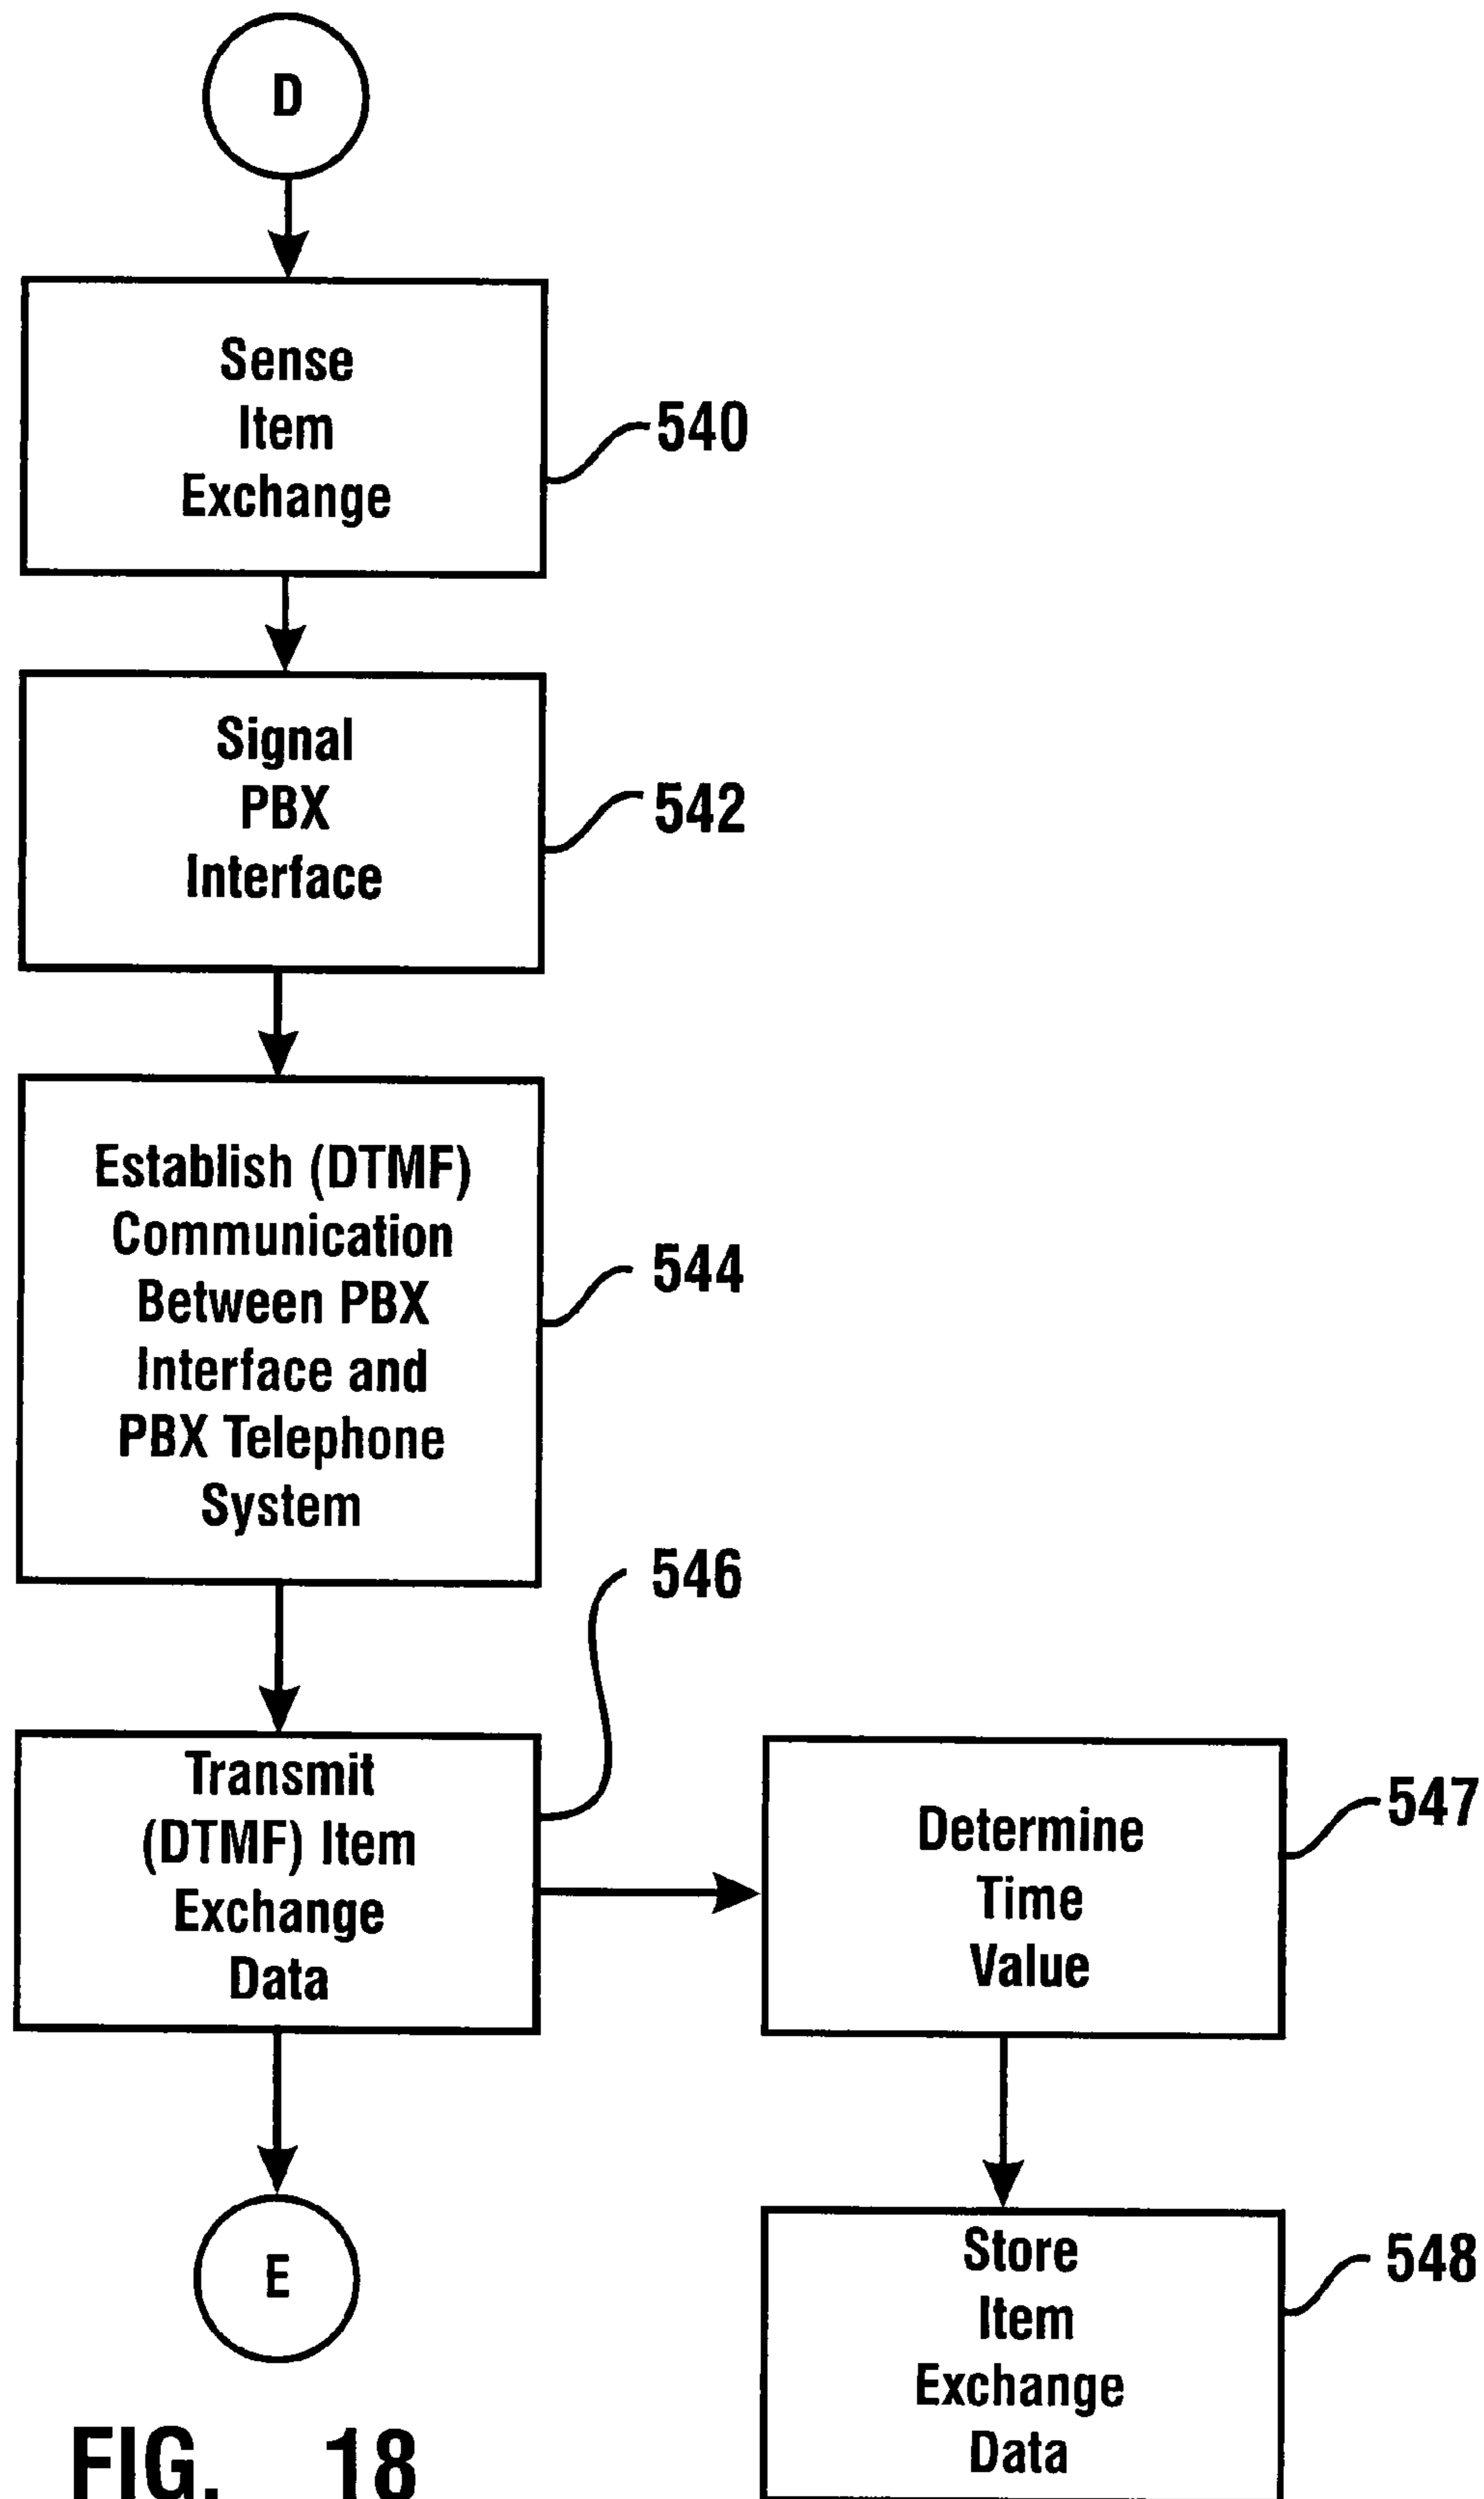 D
Sense
Item
Exchange
540
Signal
PBX
Interface
542
Establish (DTMF)
Communication
Between PBX
Interface and
PBX Telephone
System
544
546
Transmit
(DTMF) Item
Exchange
Data
Determine
Time
Value
547
E
Store
Item
Exchange
Data
548
FIG. 18